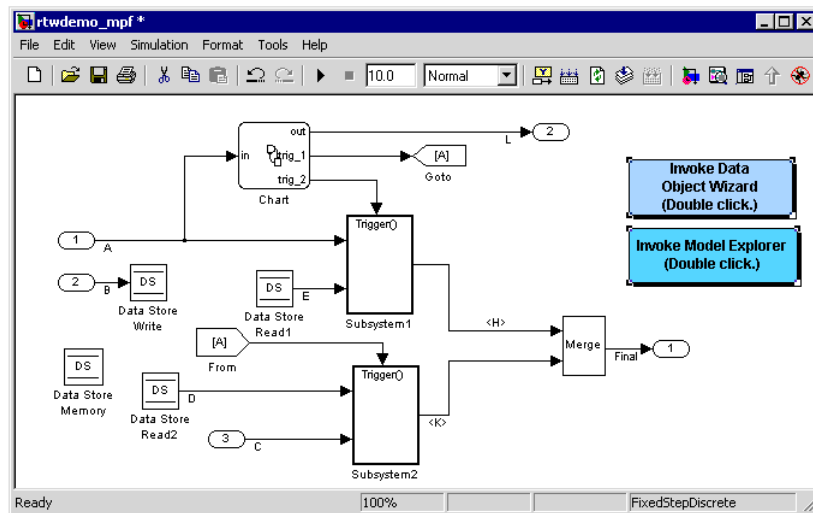 rtwdemo_mpf *
File Edit View Simulation Format Tools Help
10.0 Normal
out
in trig_1
trig_2
Chart
L
2
[A]
Goto
Invoke Data
Object Wizard
(Double click.)
Invoke Model Explorer
(Double click.)
1
A
Trigger()
Subsystem1
2
B
DS
Data Store
Write
DS
E
Data Store
Read1
<H>
[A]
From
Merge
Final
1
DS
Data Store
Memory
DS
D
Data Store
Read2
Trigger()
<K>
3
C
Subsystem2
Ready 100% FixedStepDiscrete